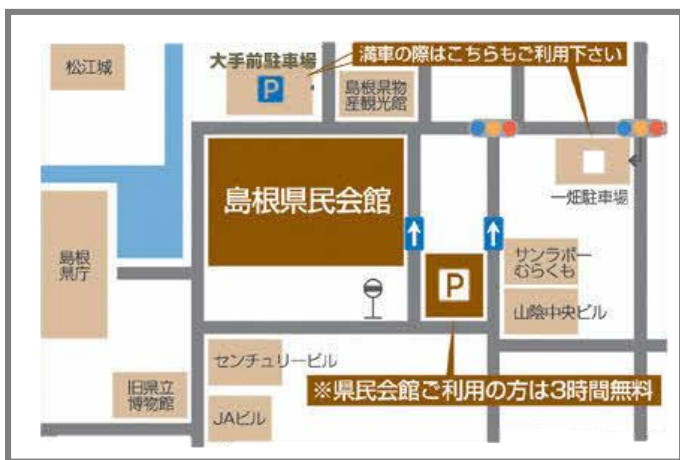 松江城
大手前駐車場
満車の際はこちらもご利用下さい
P
島根県物
産観光館
島根県民会館
一畑駐車場
島根
県庁
P
サンラポー
むらくも
山陰中央ビル
センチュリービル
※県民会館ご利用の方は3時間無料
旧県立
博物館
JAビル